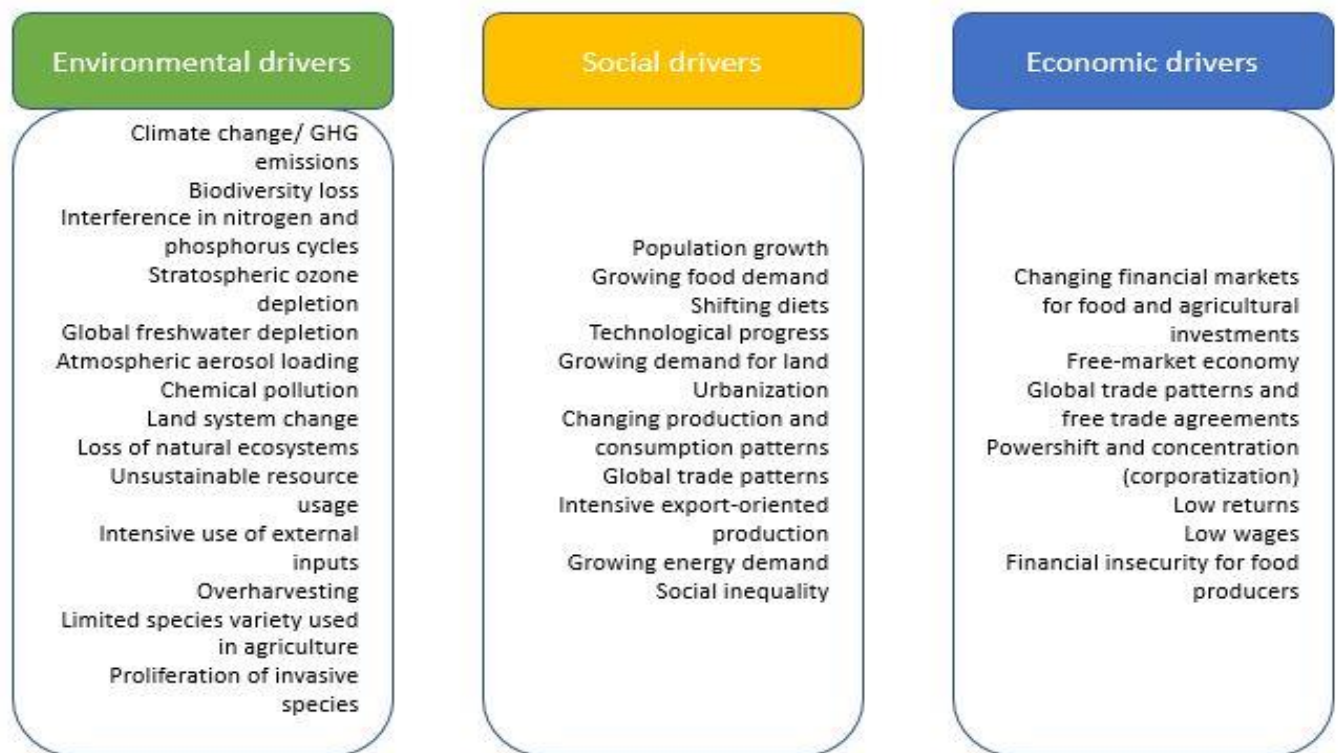 Environmental drivers
Climate change/ GHG
emissions
Biodiversity loss
Interference in nitrogen and
phosphorus cycles
Stratospheric ozone
depletion
Global freshwater depletion
Atmospheric aerosol loading
Chemical pollution
Land system change
Loss of natural ecosystems
Unsustainable resource
usage
Intensive use of external
inputs
Overharvesting
Limited species variety used
in agriculture
Proliferation of invasive
species
Social drivers
Population growth
Growing food demand
Shifting diets
Technological progress
Growing demand for land
Urbanization
Changing production and
consumption patterns
Global trade patterns
Intensive export-oriented
production
Growing energy demand
Social inequality
Economic drivers
Changing financial markets
for food and agricultural
investments
Free-market economy
Global trade patterns and
free trade agreements
Powershift and concentration
(corporatization)
Low returns
Low wages
Financial insecurity for food
producers